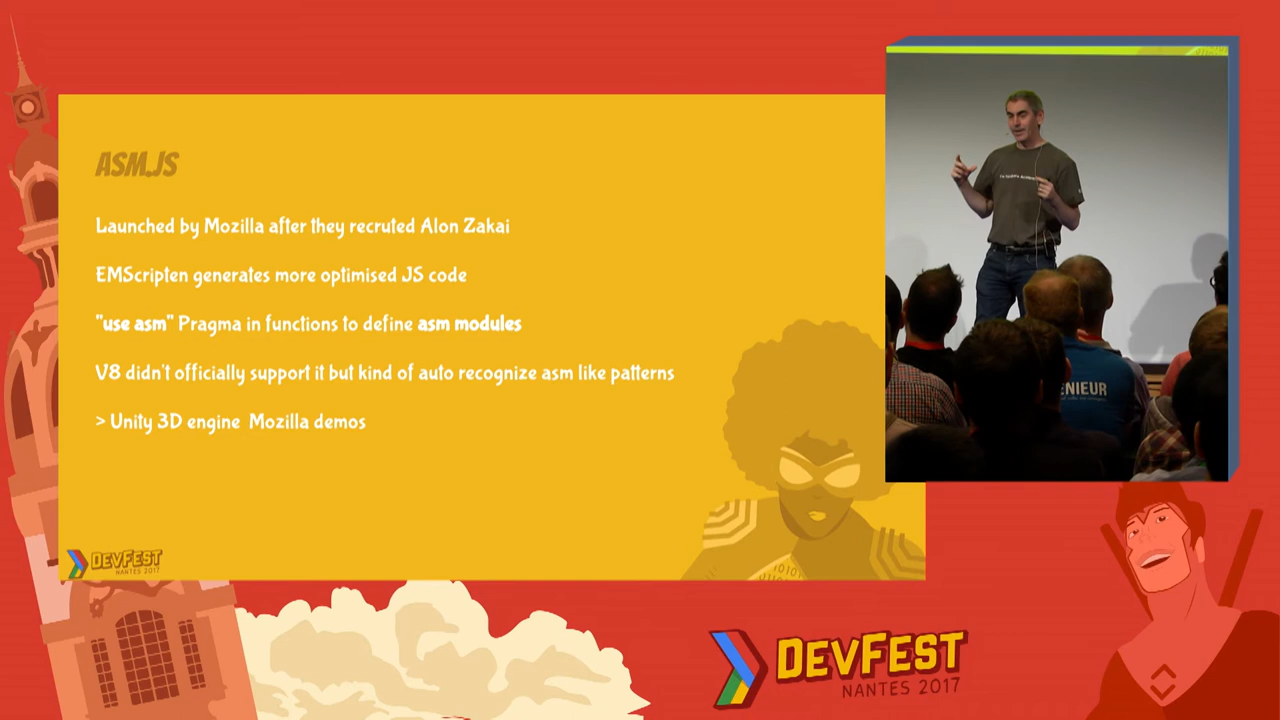 ASM.JS
Launched by Mozilla after they recruted Alon Zakai
EMScripten generates more optimised JS code
"use asm" Pragma in functions to define asm modules
V8 didn't officially support it but kind of auto recognize asm like patterns
> Unity 3D engine Mozilla demos
DEVFEST
NANTES 2017
ENIEUR
DEVFEST
NANTES 2017